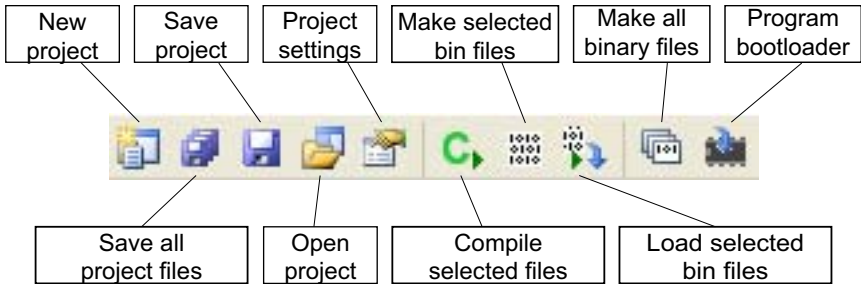 New
project
Save
project
Project
settings
Make selected
bin files
Make all
binary files
Program
bootloader
Save all
project files
Open
project
Compile
selected files
Load selected
bin files